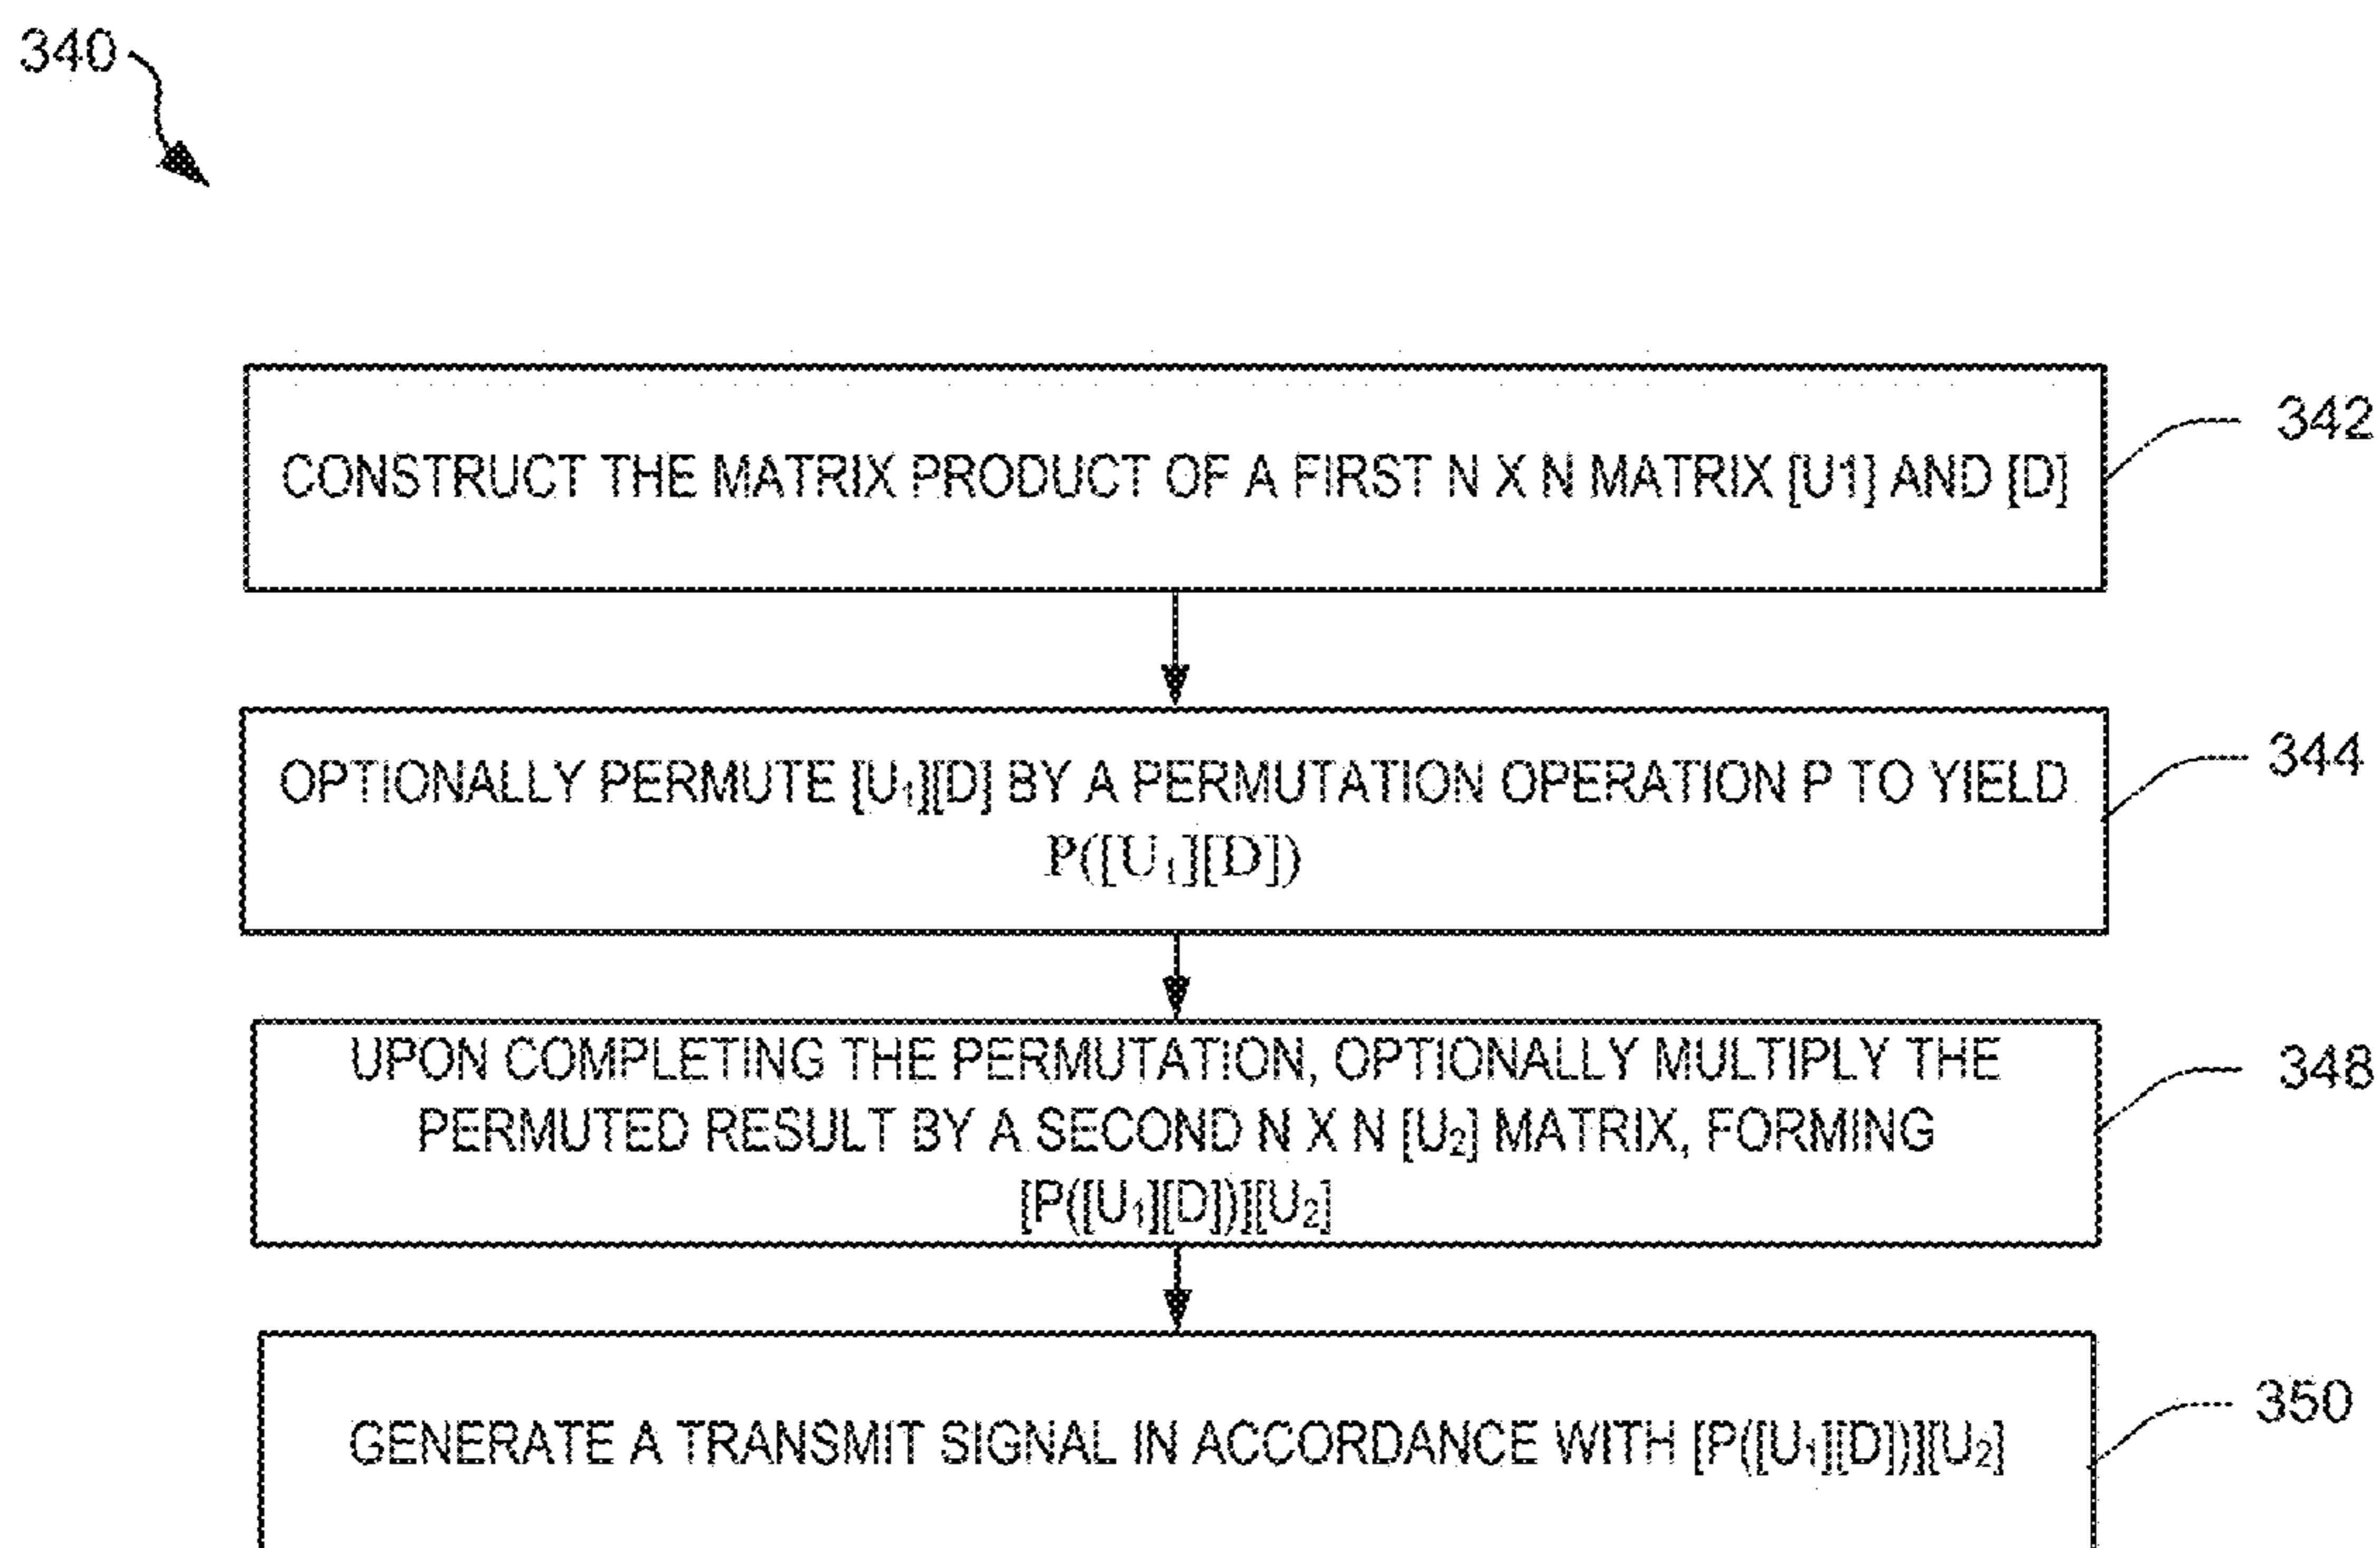 340
CONSTRUCT THE MATRIX PRODUCT OF A FIRST N X N MATRIX [U1] AND [D]
342
OPTIONALLY PERMUTE [U₁][D] BY A PERMUTATION OPERATION P TO YIELD
P([U₁][D])
344
UPON COMPLETING THE PERMUTATION, OPTIONALLY MULTIPLY THE
PERMUTED RESULT BY A SECOND N X N [U₂] MATRIX, FORMING
[P([U₁][D])][U₂]
348
GENERATE A TRANSMIT SIGNAL IN ACCORDANCE WITH [P([U₁][D])][U₂]
350